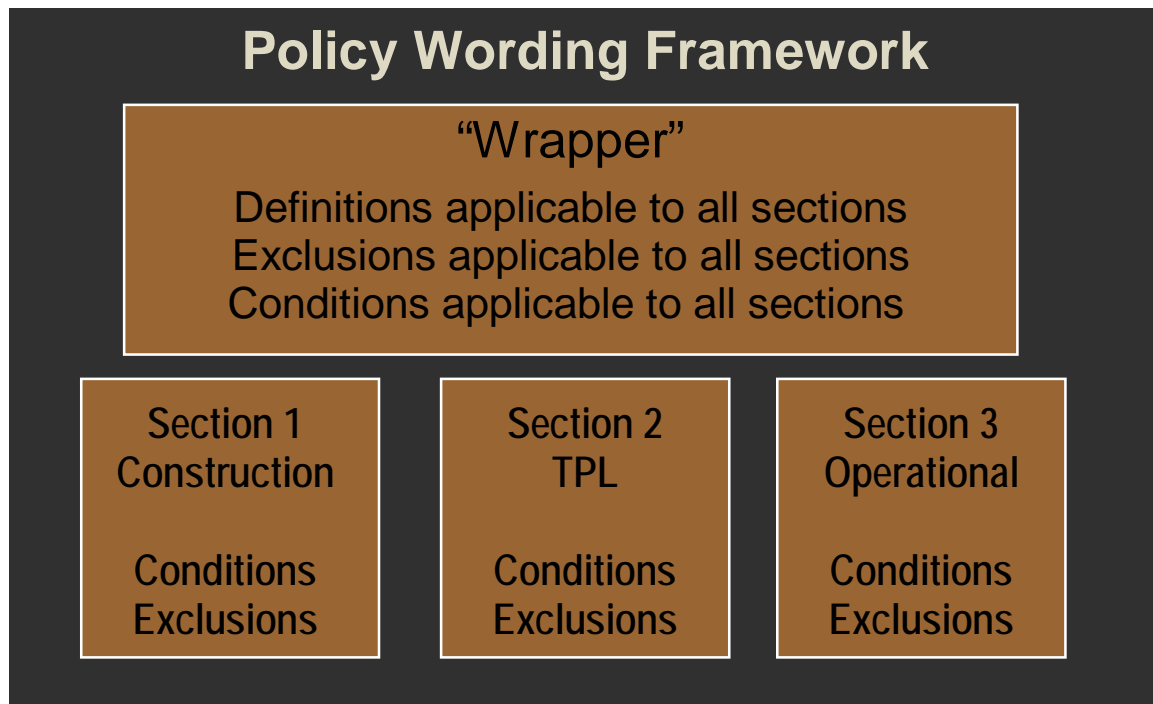 Policy Wording Framework
“Wrapper”
Definitions applicable to all sections
Exclusions applicable to all sections
Conditions applicable to all sections
Section 1
Construction
Conditions
Exclusions
Section 2
TPL
Conditions
Exclusions
Section 3
Operational
Conditions
Exclusions